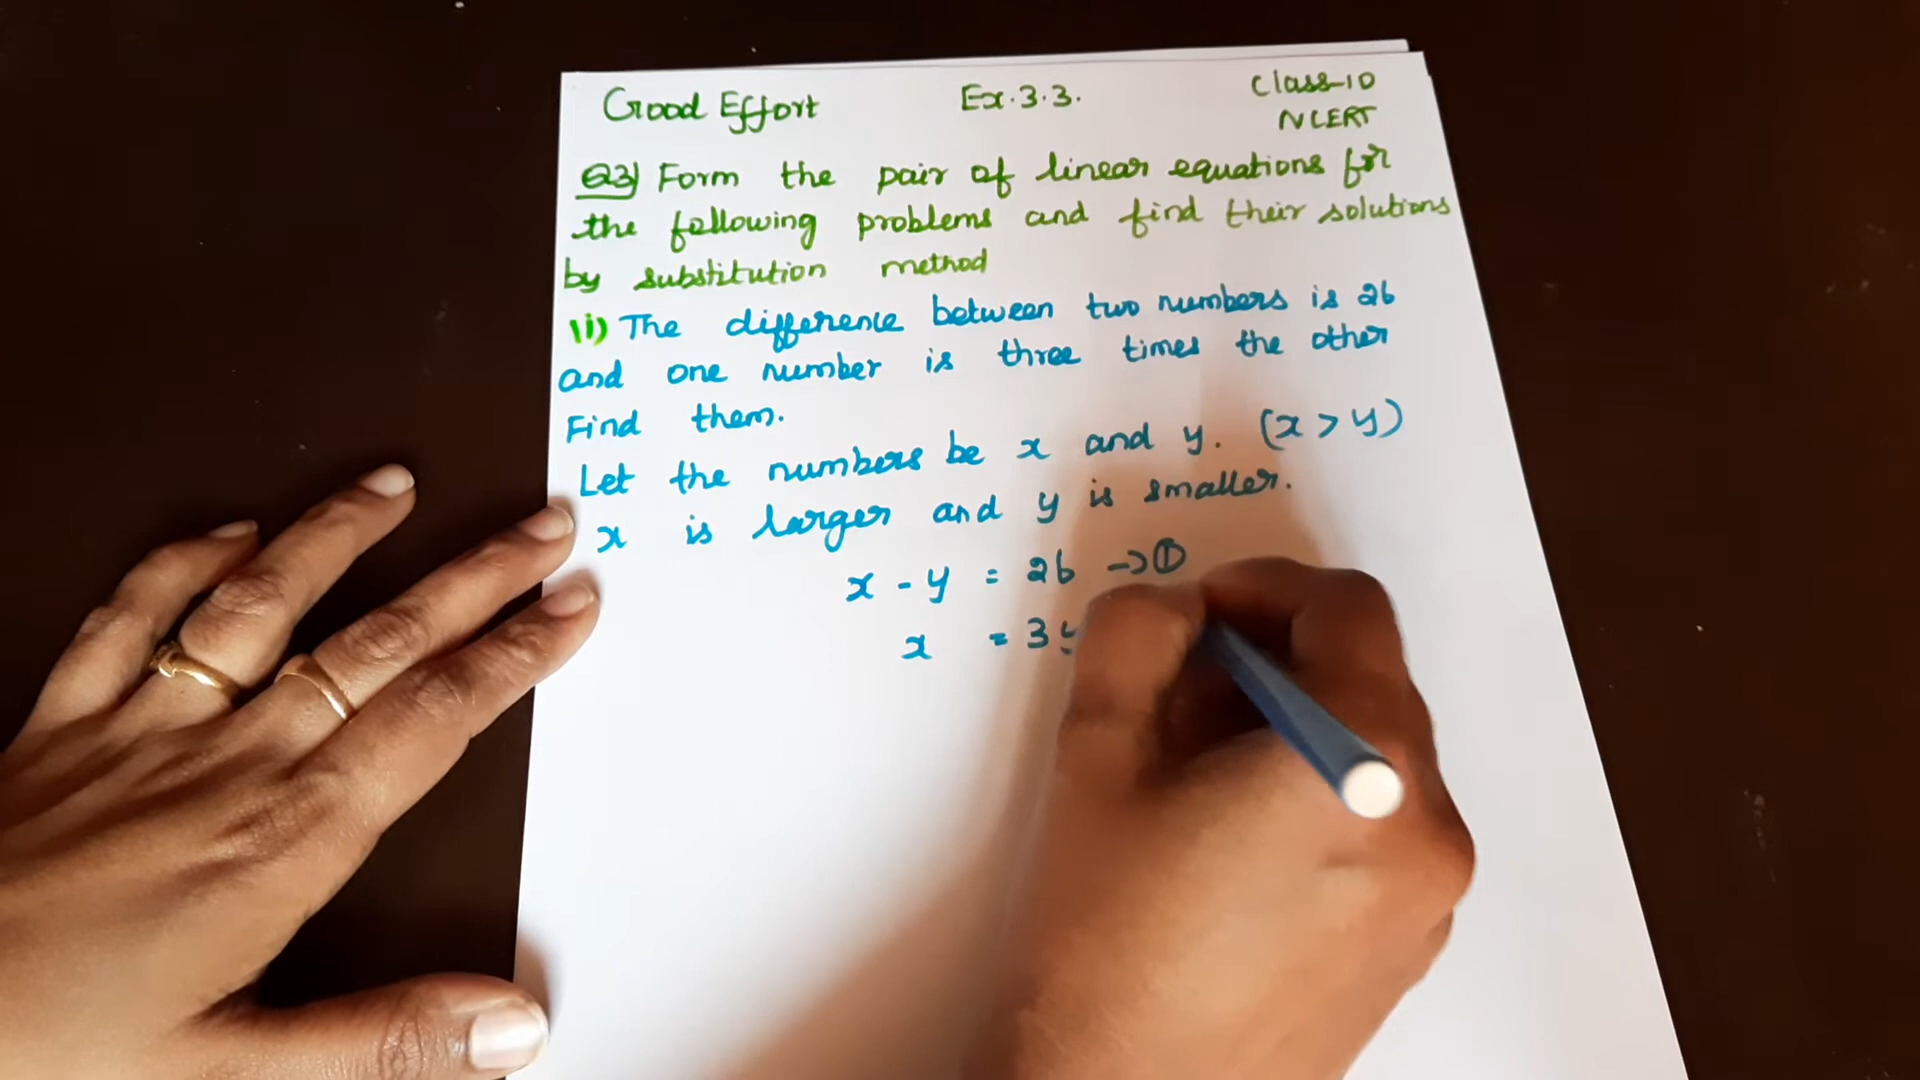 Good Effort Ex.3.3. Class-10
NCERT
Q3) Form the pair of linear equations for
the following problems and find their solutions
by substitution method
(i) The difference between two numbers is 26
and one number is three times the other
Find them.
Let the numbers be x and y. (x > y)
x is larger and y is smaller.
x - y = 26 → ①
x = 3y